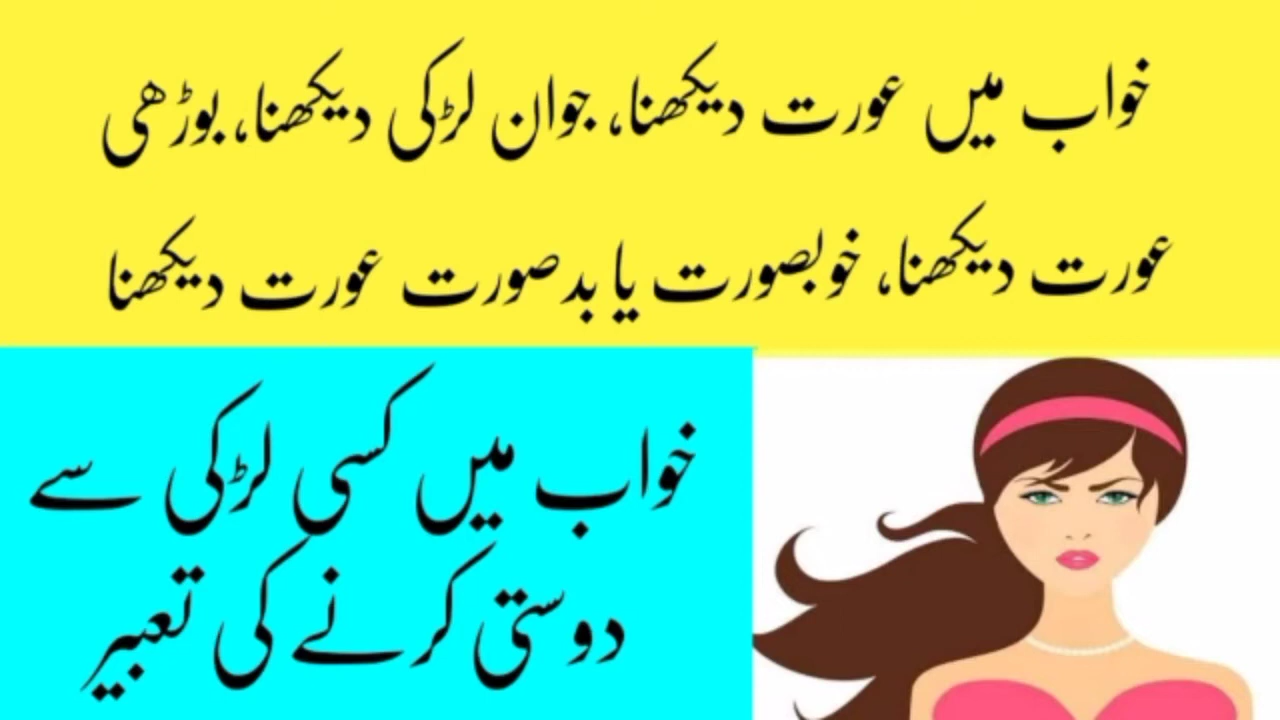 خواب میں عورت دیکھنا، جوان لڑکی دیکھنا، بوڑھی
عورت دیکھنا، خوبصورت یا بدصورت عورت دیکھنا
خواب میں کسی لڑکی سے
دوستی کرنے کی تعبیر